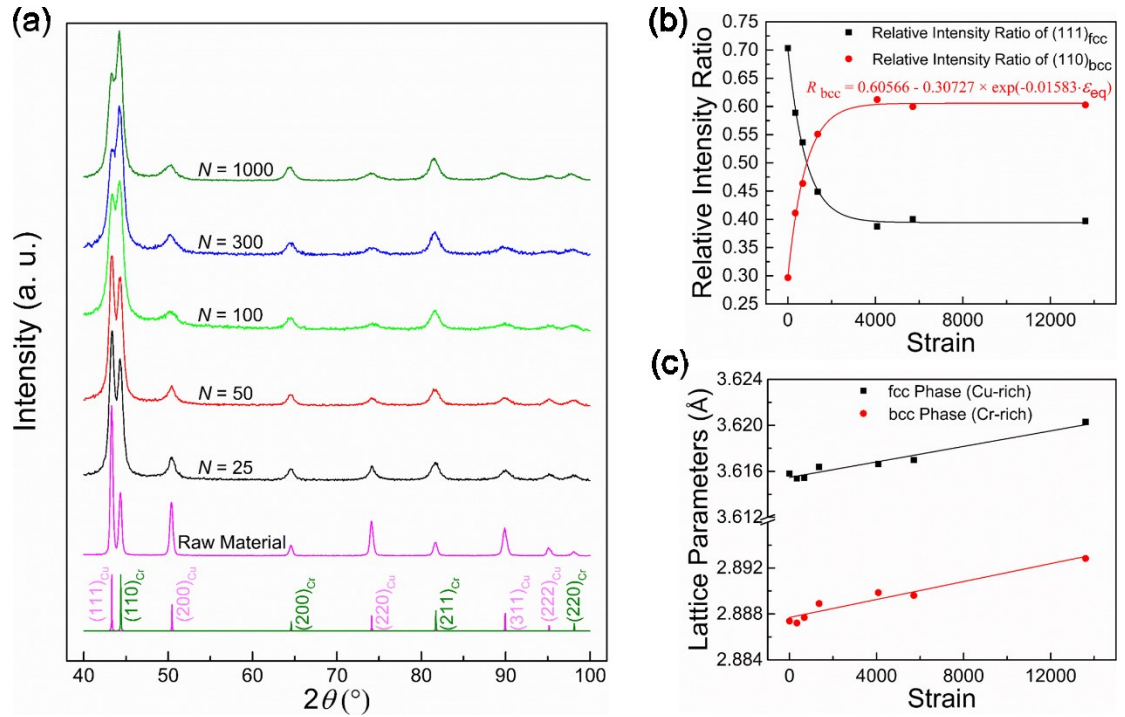 (a)
Intensity (a. u.)
N = 1000
N = 300
N = 100
N = 50
N = 25
Raw Material
(111)Cu
(110)Cr
(200)Cu
(200)Cr
(220)Cu
(211)Cr
(311)Cu
(222)Cu
(220)Cr
40 50 60 70 80 90 100
2θ (°)
(b)
Relative Intensity Ratio
0.75
0.70
0.65
0.60
0.55
0.50
0.45
0.40
0.35
0.30
0.25
Relative Intensity Ratio of (111)fcc
Relative Intensity Ratio of (110)bcc
R bcc = 0.60566 - 0.30727 × exp(-0.01583·εeq)
0 4000 8000 12000
Strain
(c)
Lattice Parameters (Å)
3.624
3.620
3.616
3.612
2.892
2.888
2.884
fcc Phase (Cu-rich)
bcc Phase (Cr-rich)
0 4000 8000 12000
Strain